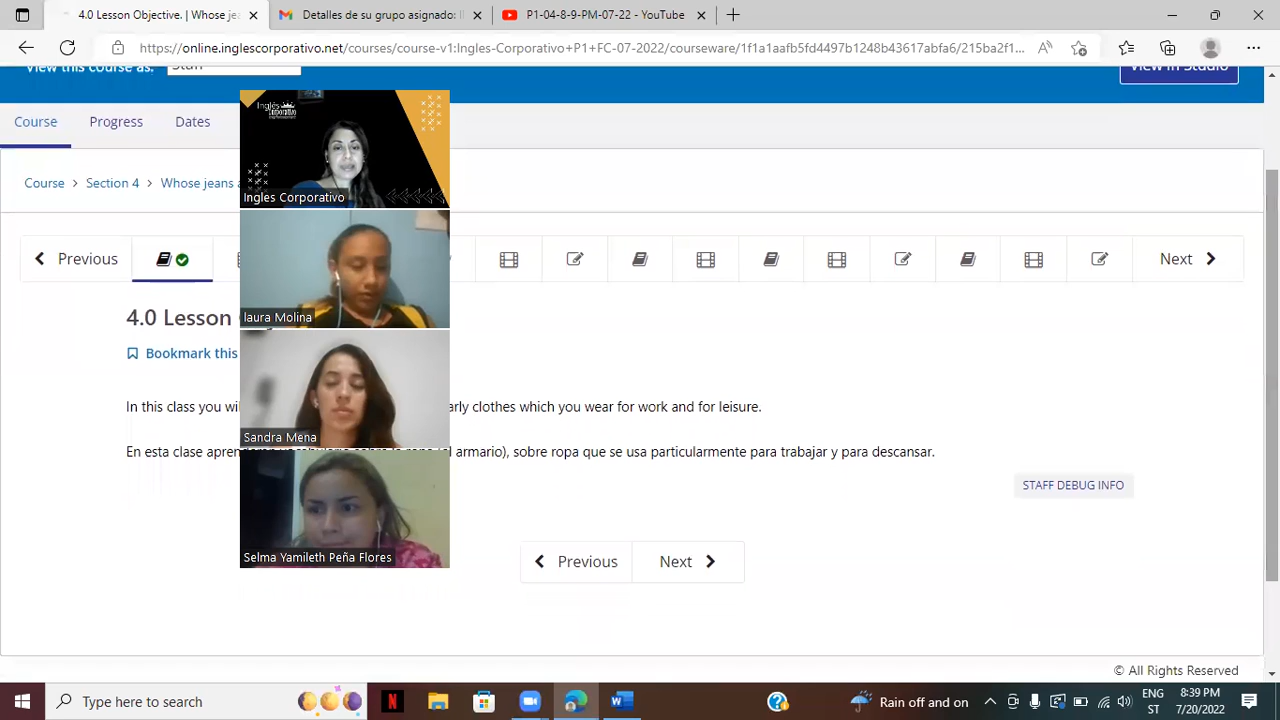 4.0 Lesson Objective: Whose je
Detalles de su grupo asignado:
P1-04-8-9-PM-07-22 - YouTube
https://online.inglescorporativo.net/courses/course-v1:Ingles-Corporativo+P1+FC-07-2022/courseware/1f1a1aafb5fd4497b1248b43617abfa6/215ba2f1...
View this course as: Staff
View in Studio
Course Progress Dates
Course > Section 4 > Whose jeans a
Inglés
Corporativo
Ingles Corporativo
Previous
Next
laura Molina
4.0 Lesson
Bookmark this
In this class you wi
rly clothes which you wear for work and for leisure.
Sandra Mena
En esta clase aprender
armario), sobre ropa que se usa particularmente para trabajar y para descansar.
STAFF DEBUG INFO
Selma Yamileth Peña Flores
Previous Next
© All Rights Reserved
Type here to search
Rain off and on
ENG
ST
8:39 PM
7/20/2022